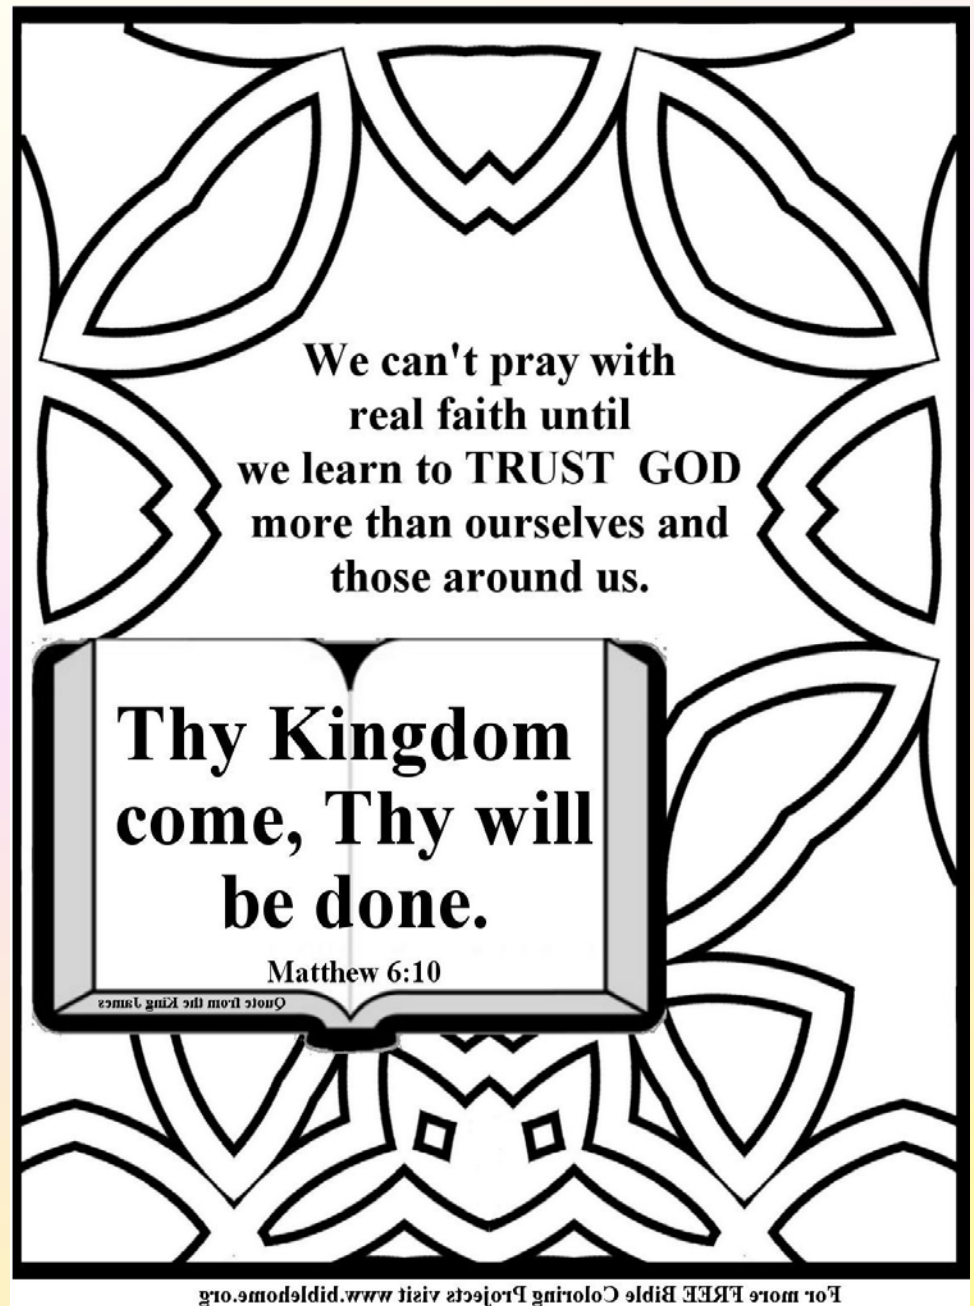 We can't pray with
real faith until
we learn to TRUST GOD
more than ourselves and
those around us.
Thy Kingdom
come, Thy will
be done.
Matthew 6:10
Quote from the King James
For more FREE Bible Coloring Projects visit www.biblehome.org